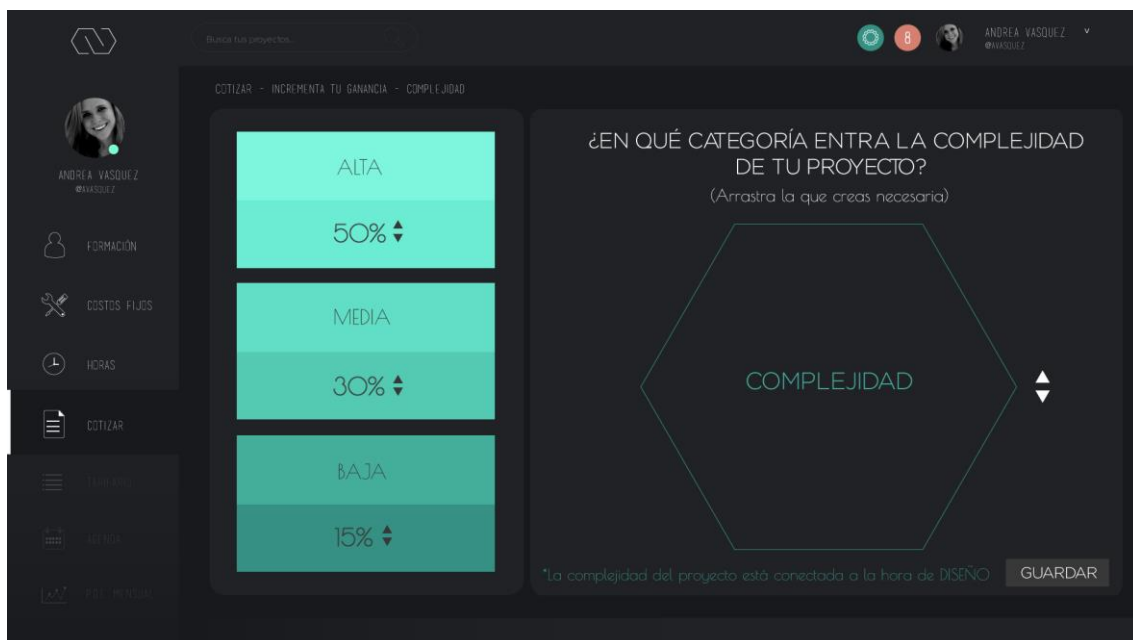 Busca tus proyectos...
8
ANDREA VASQUEZ
@AVASQUEZ
ANDREA VASQUEZ
@AVASQUEZ
FORMACIÓN
COSTOS FIJOS
HORAS
COTIZAR
AGENDA
COTIZAR - INCREMENTA TU GANANCIA - COMPLEJIDAD
ALTA
50%
MEDIA
30%
BAJA
15%
¿EN QUÉ CATEGORÍA ENTRA LA COMPLEJIDAD
DE TU PROYECTO?
(Arrastra la que creas necesaria)
COMPLEJIDAD
*La complejidad del proyecto está conectada a la hora de DISEÑO
GUARDAR